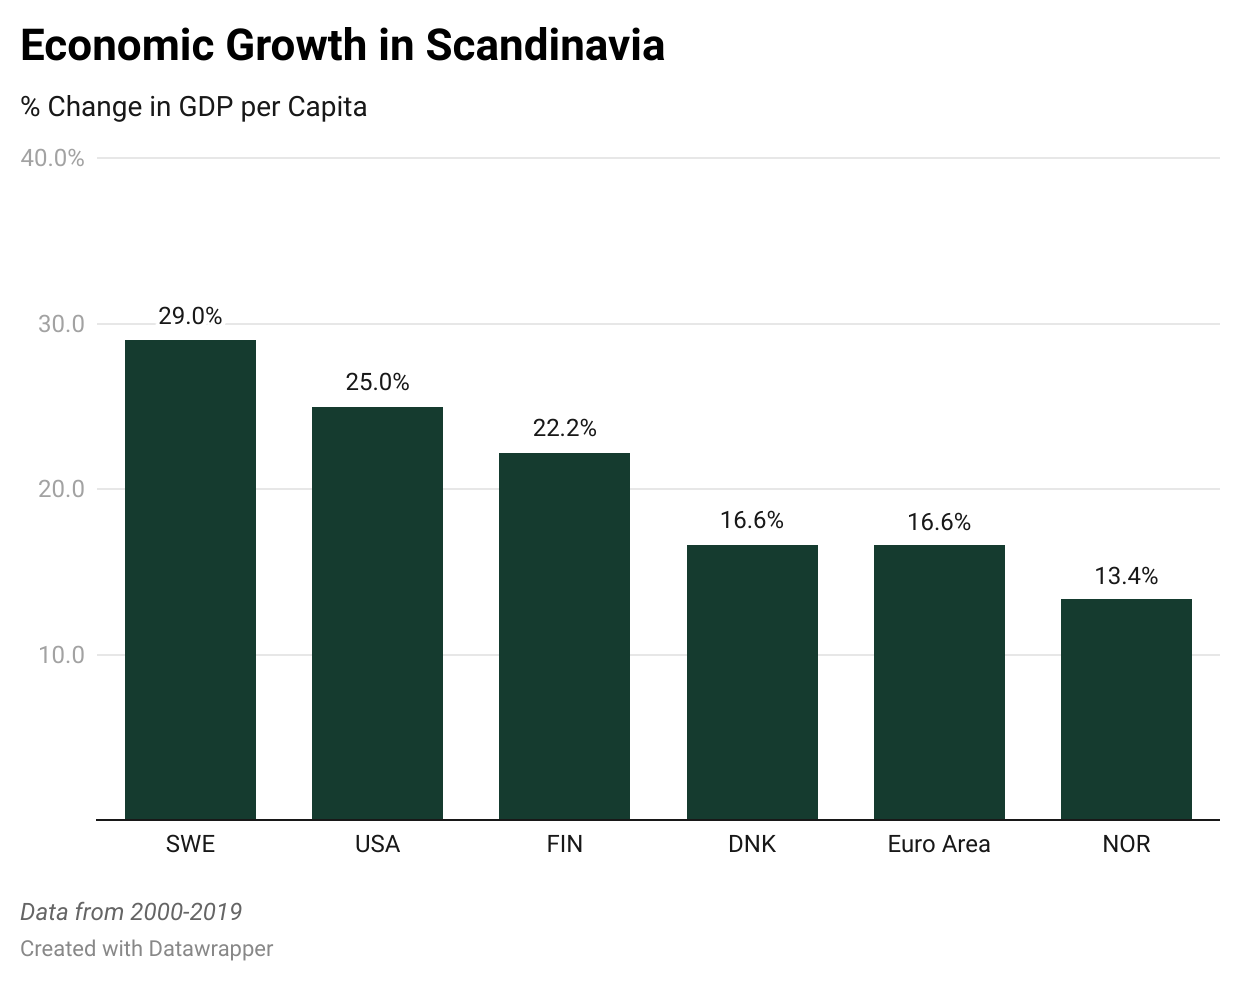 Economic Growth in Scandinavia
% Change in GDP per Capita
40.0%
30.0
20.0
10.0
29.0%
25.0%
22.2%
16.6%
16.6%
13.4%
SWE
USA
FIN
DNK
Euro Area
NOR
Data from 2000-2019
Created with Datawrapper